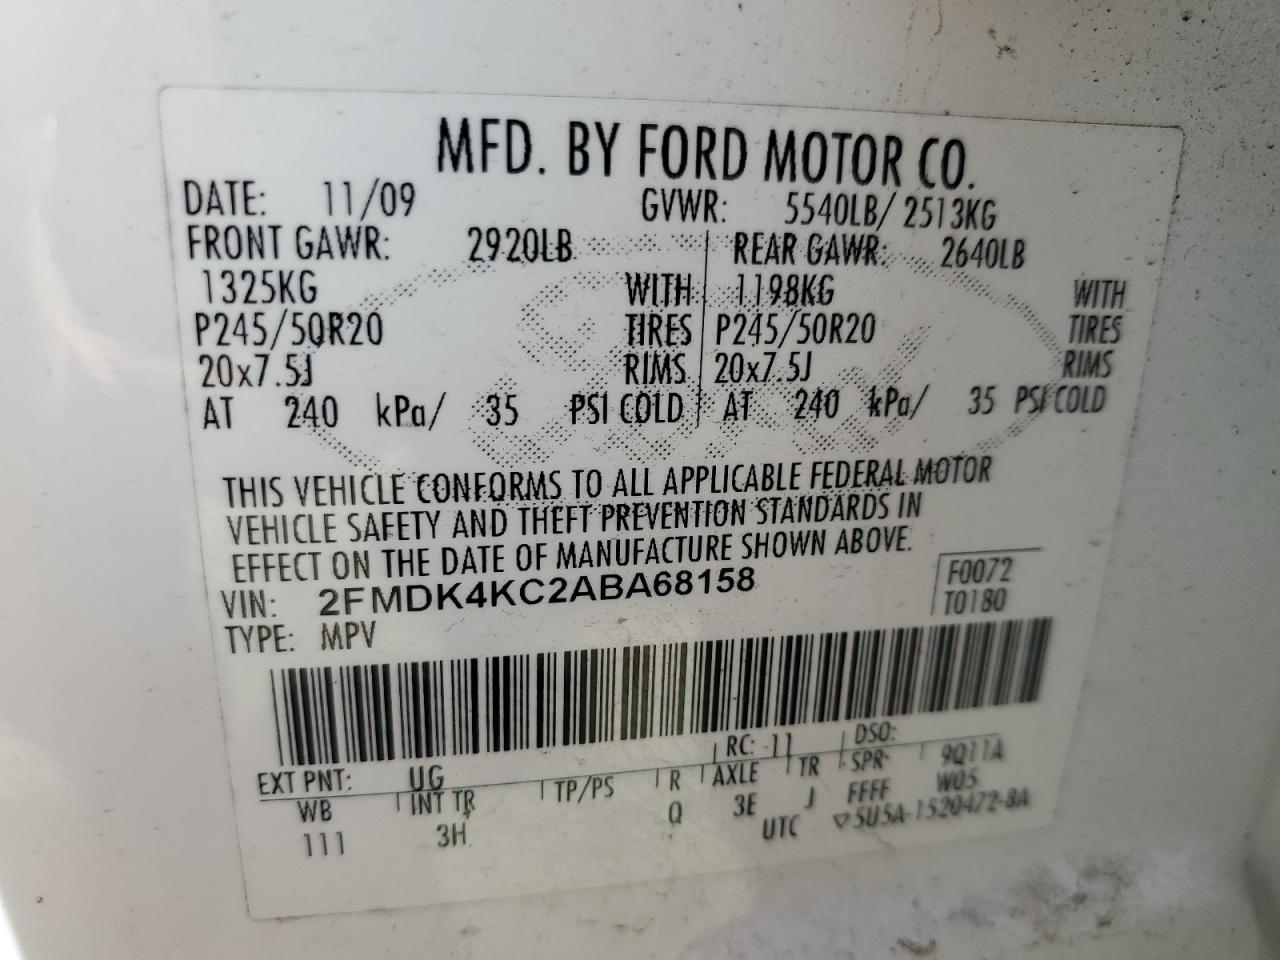 MFD. BY FORD MOTOR CO.
DATE: 11/09 GVWR: 5540LB/ 2513KG
FRONT GAWR: 2920LB REAR GAWR: 2640LB
1325KG WITH 1198KG WITH
P245/50R20 TIRES P245/50R20 TIRES
20x7.5J RIMS 20x7.5J RIMS
AT 240 kPa/ 35 PSI COLD AT 240 kPa/ 35 PSI COLD
THIS VEHICLE CONFORMS TO ALL APPLICABLE FEDERAL MOTOR
VEHICLE SAFETY AND THEFT PREVENTION STANDARDS IN
EFFECT ON THE DATE OF MANUFACTURE SHOWN ABOVE.
VIN: 2FMDK4KC2ABA68158 F0072
TYPE: MPV T0180
EXT PNT: UG RC: 11 DSO:
WB INT TR TP/PS R AXLE TR SPR 9Q11A
111 3H Q 3E J FFFF W05
UTC ▽5U5A-1520472-BA